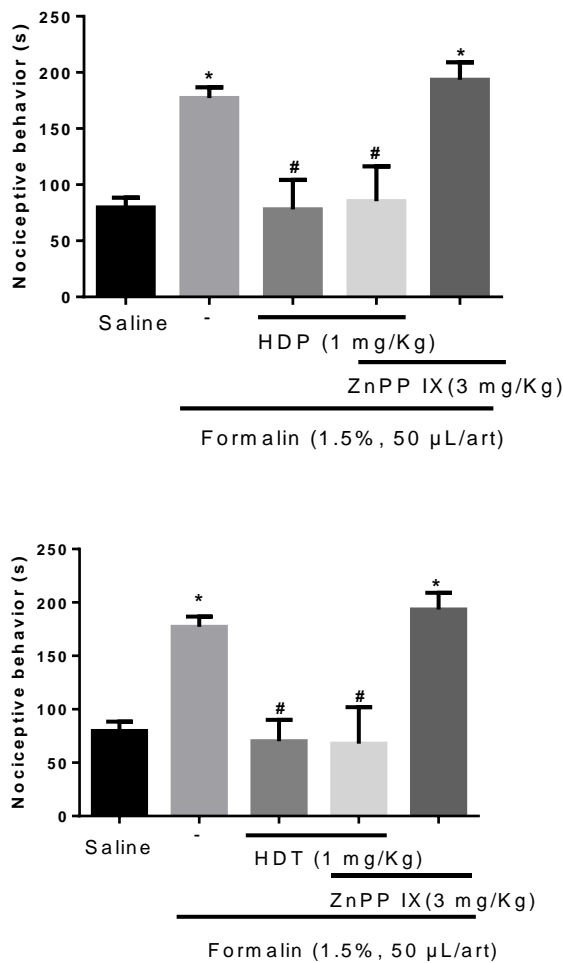 Nociceptive behavior (s)
250
200
150
100
50
0
*
#
#
*
Saline
-
HDP (1 mg/Kg)
ZnPP IX (3 mg/Kg)
Formalin (1.5%, 50 µL/art)
Nociceptive behavior (s)
250
200
150
100
50
0
*
#
#
*
Saline
-
HDT (1 mg/Kg)
ZnPP IX (3 mg/Kg)
Formalin (1.5%, 50 µL/art)